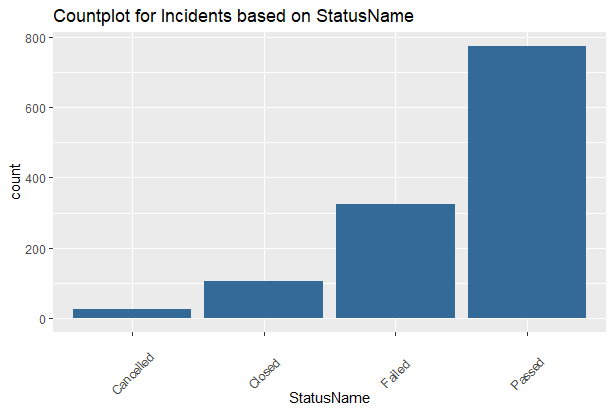 Countplot for Incidents based on StatusName
800
600
400
200
0
count
Cancelled
Closed
Failed
Passed
StatusName